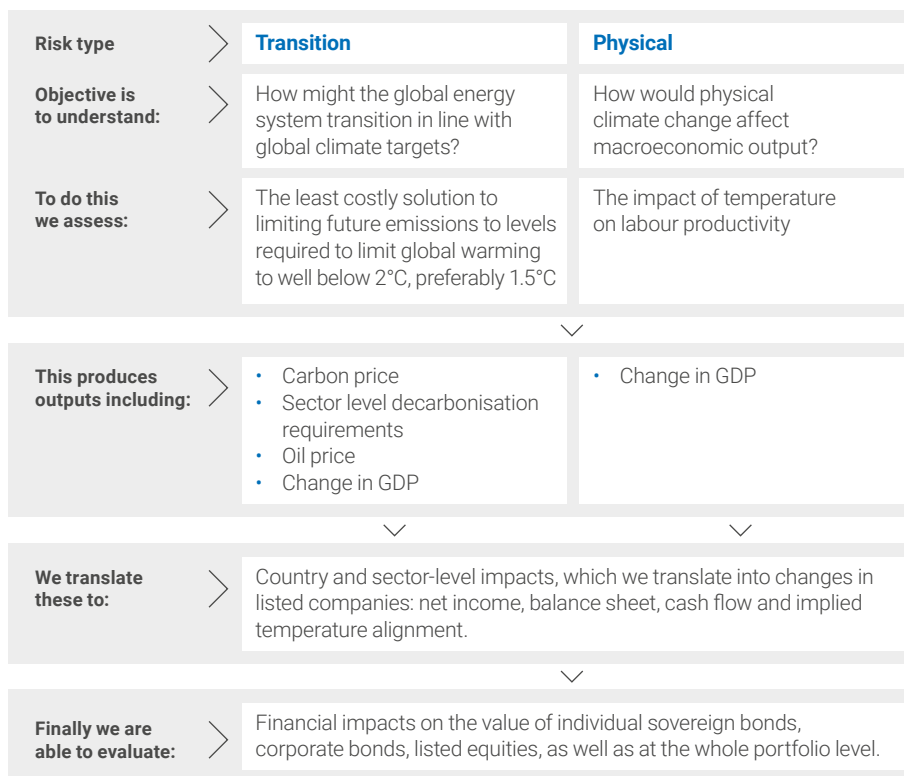 Risk type
Transition
Physical
Objective is
to understand:
How might the global energy
system transition in line with
global climate targets?
How would physical
climate change affect
macroeconomic output?
To do this
we assess:
The least costly solution to
limiting future emissions to levels
required to limit global warming
to well below 2°C, preferably 1.5°C
The impact of temperature
on labour productivity
This produces
outputs including:
• Carbon price
• Sector level decarbonisation
requirements
• Oil price
• Change in GDP
• Change in GDP
We translate
these to:
Country and sector-level impacts, which we translate into changes in
listed companies: net income, balance sheet, cash flow and implied
temperature alignment.
Finally we are
able to evaluate:
Financial impacts on the value of individual sovereign bonds,
corporate bonds, listed equities, as well as at the whole portfolio level.